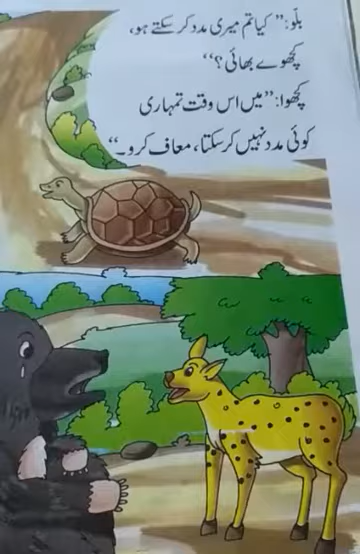 بلّو:”کیا تم میری مدد کر سکتے ہو،
کچھوے بھائی؟“
کچھوا:”میں اس وقت تمہاری
کوئی مدد نہیں کر سکتا، معاف کرو۔“